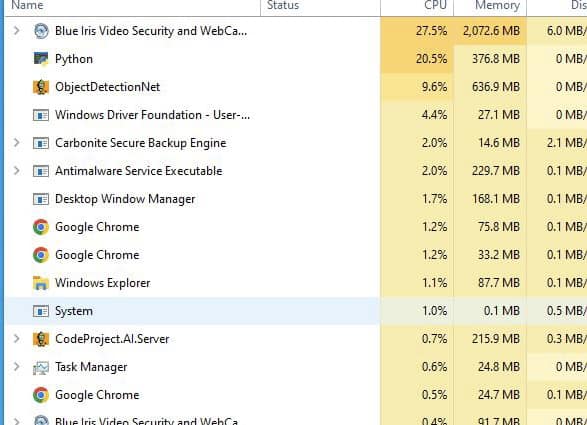 Name Status CPU Memory Dis
Blue Iris Video Security and WebCa... 27.5% 2,072.6 MB 6.0 MB/
Python 20.5% 376.8 MB 0 MB/
ObjectDetectionNet 9.6% 636.9 MB 0 MB/
Windows Driver Foundation - User-... 4.4% 27.1 MB 0 MB/
Carbonite Secure Backup Engine 2.0% 14.6 MB 2.1 MB/
Antimalware Service Executable 2.0% 229.7 MB 0.1 MB/
Desktop Window Manager 1.7% 168.1 MB 0.1 MB/
Google Chrome 1.2% 75.8 MB 0.1 MB/
Google Chrome 1.2% 33.2 MB 0 MB/
Windows Explorer 1.1% 87.7 MB 0.1 MB/
System 1.0% 0.1 MB 0.5 MB/
CodeProject.AI.Server 0.7% 215.9 MB 0.3 MB/
Task Manager 0.6% 24.8 MB 0 MB/
Google Chrome 0.5% 24.7 MB 0.1 MB/
Blue Iris Video Security and WebCa 0.4% 91.7 MB 0 MB/